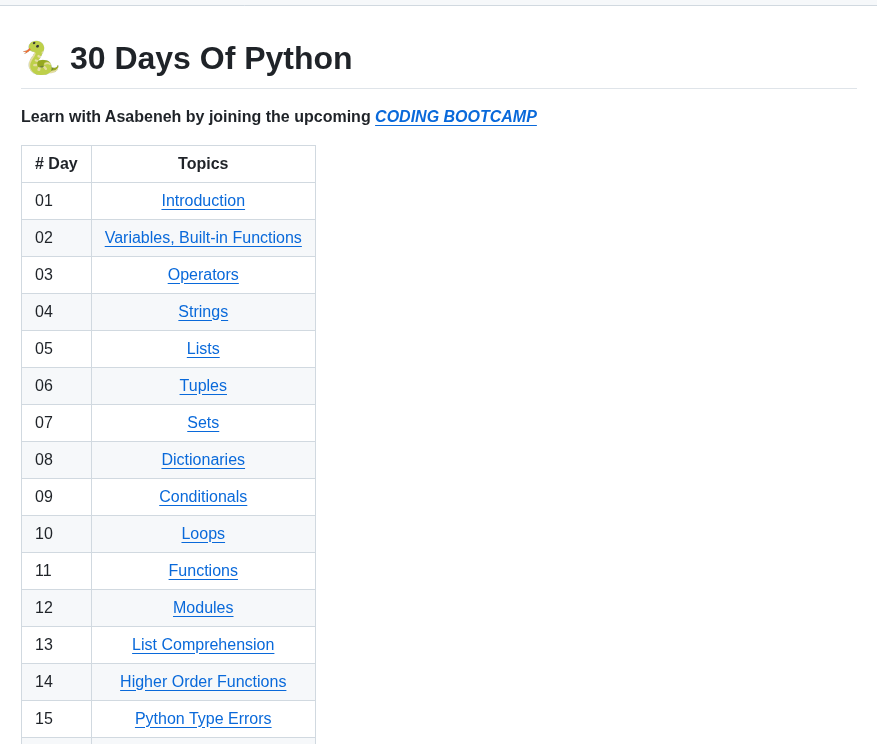 🐍 30 Days Of Python
Learn with Asabeneh by joining the upcoming CODING BOOTCAMP
# Day Topics
01 Introduction
02 Variables, Built-in Functions
03 Operators
04 Strings
05 Lists
06 Tuples
07 Sets
08 Dictionaries
09 Conditionals
10 Loops
11 Functions
12 Modules
13 List Comprehension
14 Higher Order Functions
15 Python Type Errors